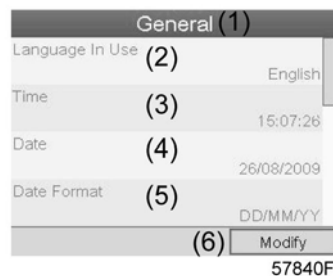 General (1)
Language In Use (2)
English
Time (3)
15:07:26
Date (4)
26/08/2009
Date Format (5)
DD/MM/YY
(6) Modify
57840F